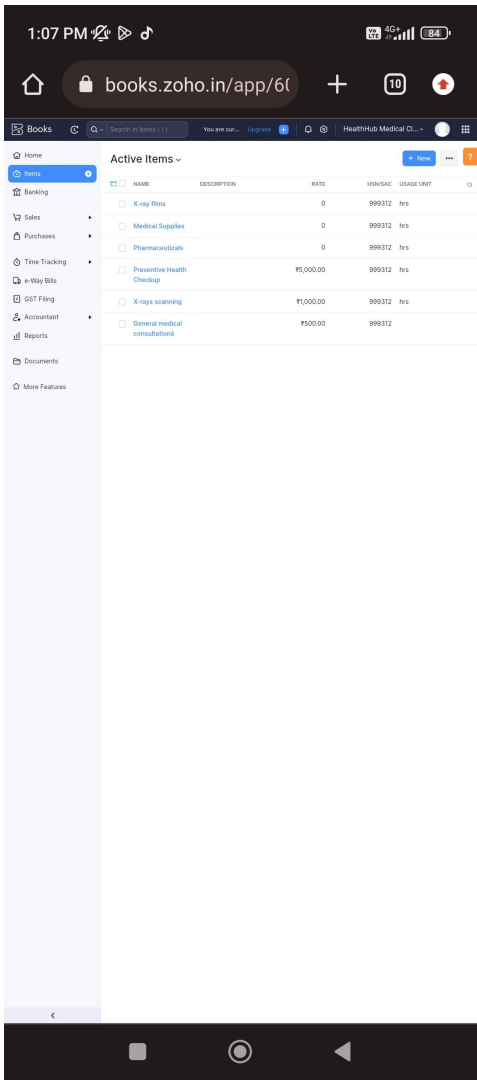 1:07 PM
Vo LTE 4G+ 84
books.zoho.in/app/6( 10
Books
Search in Items ( / )
You are cur... Upgrade
HealthHub Medical Cl...
Home
Items
Banking
Sales
Purchases
Time Tracking
e-Way Bills
GST Filing
Accountant
Reports
Documents
More Features
Active Items
+ New
?
NAME DESCRIPTION RATE HSN/SAC USAGE UNIT
X-ray films 0 999312 hrs
Medical Supplies 0 999312 hrs
Pharmaceuticals 0 999312 hrs
Preventive Health ₹5,000.00 999312 hrs
Checkup
X-rays scanning ₹1,000.00 999312 hrs
General medical ₹500.00 999312
consultationá